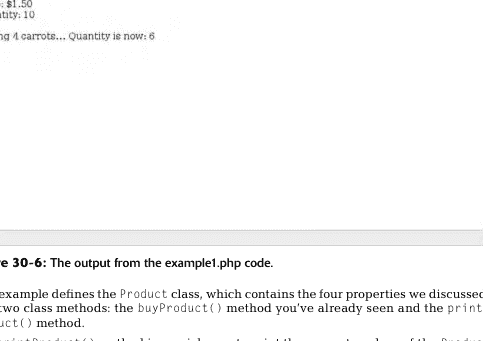 : $1.50
tity: 10
ng 4 carrots... Quantity is now: 6
e 30-6: The output from the example1.php code.
example defines the Product class, which contains the four properties we discussed
two class methods: the buyProduct() method you've already seen and the print
uct() method.